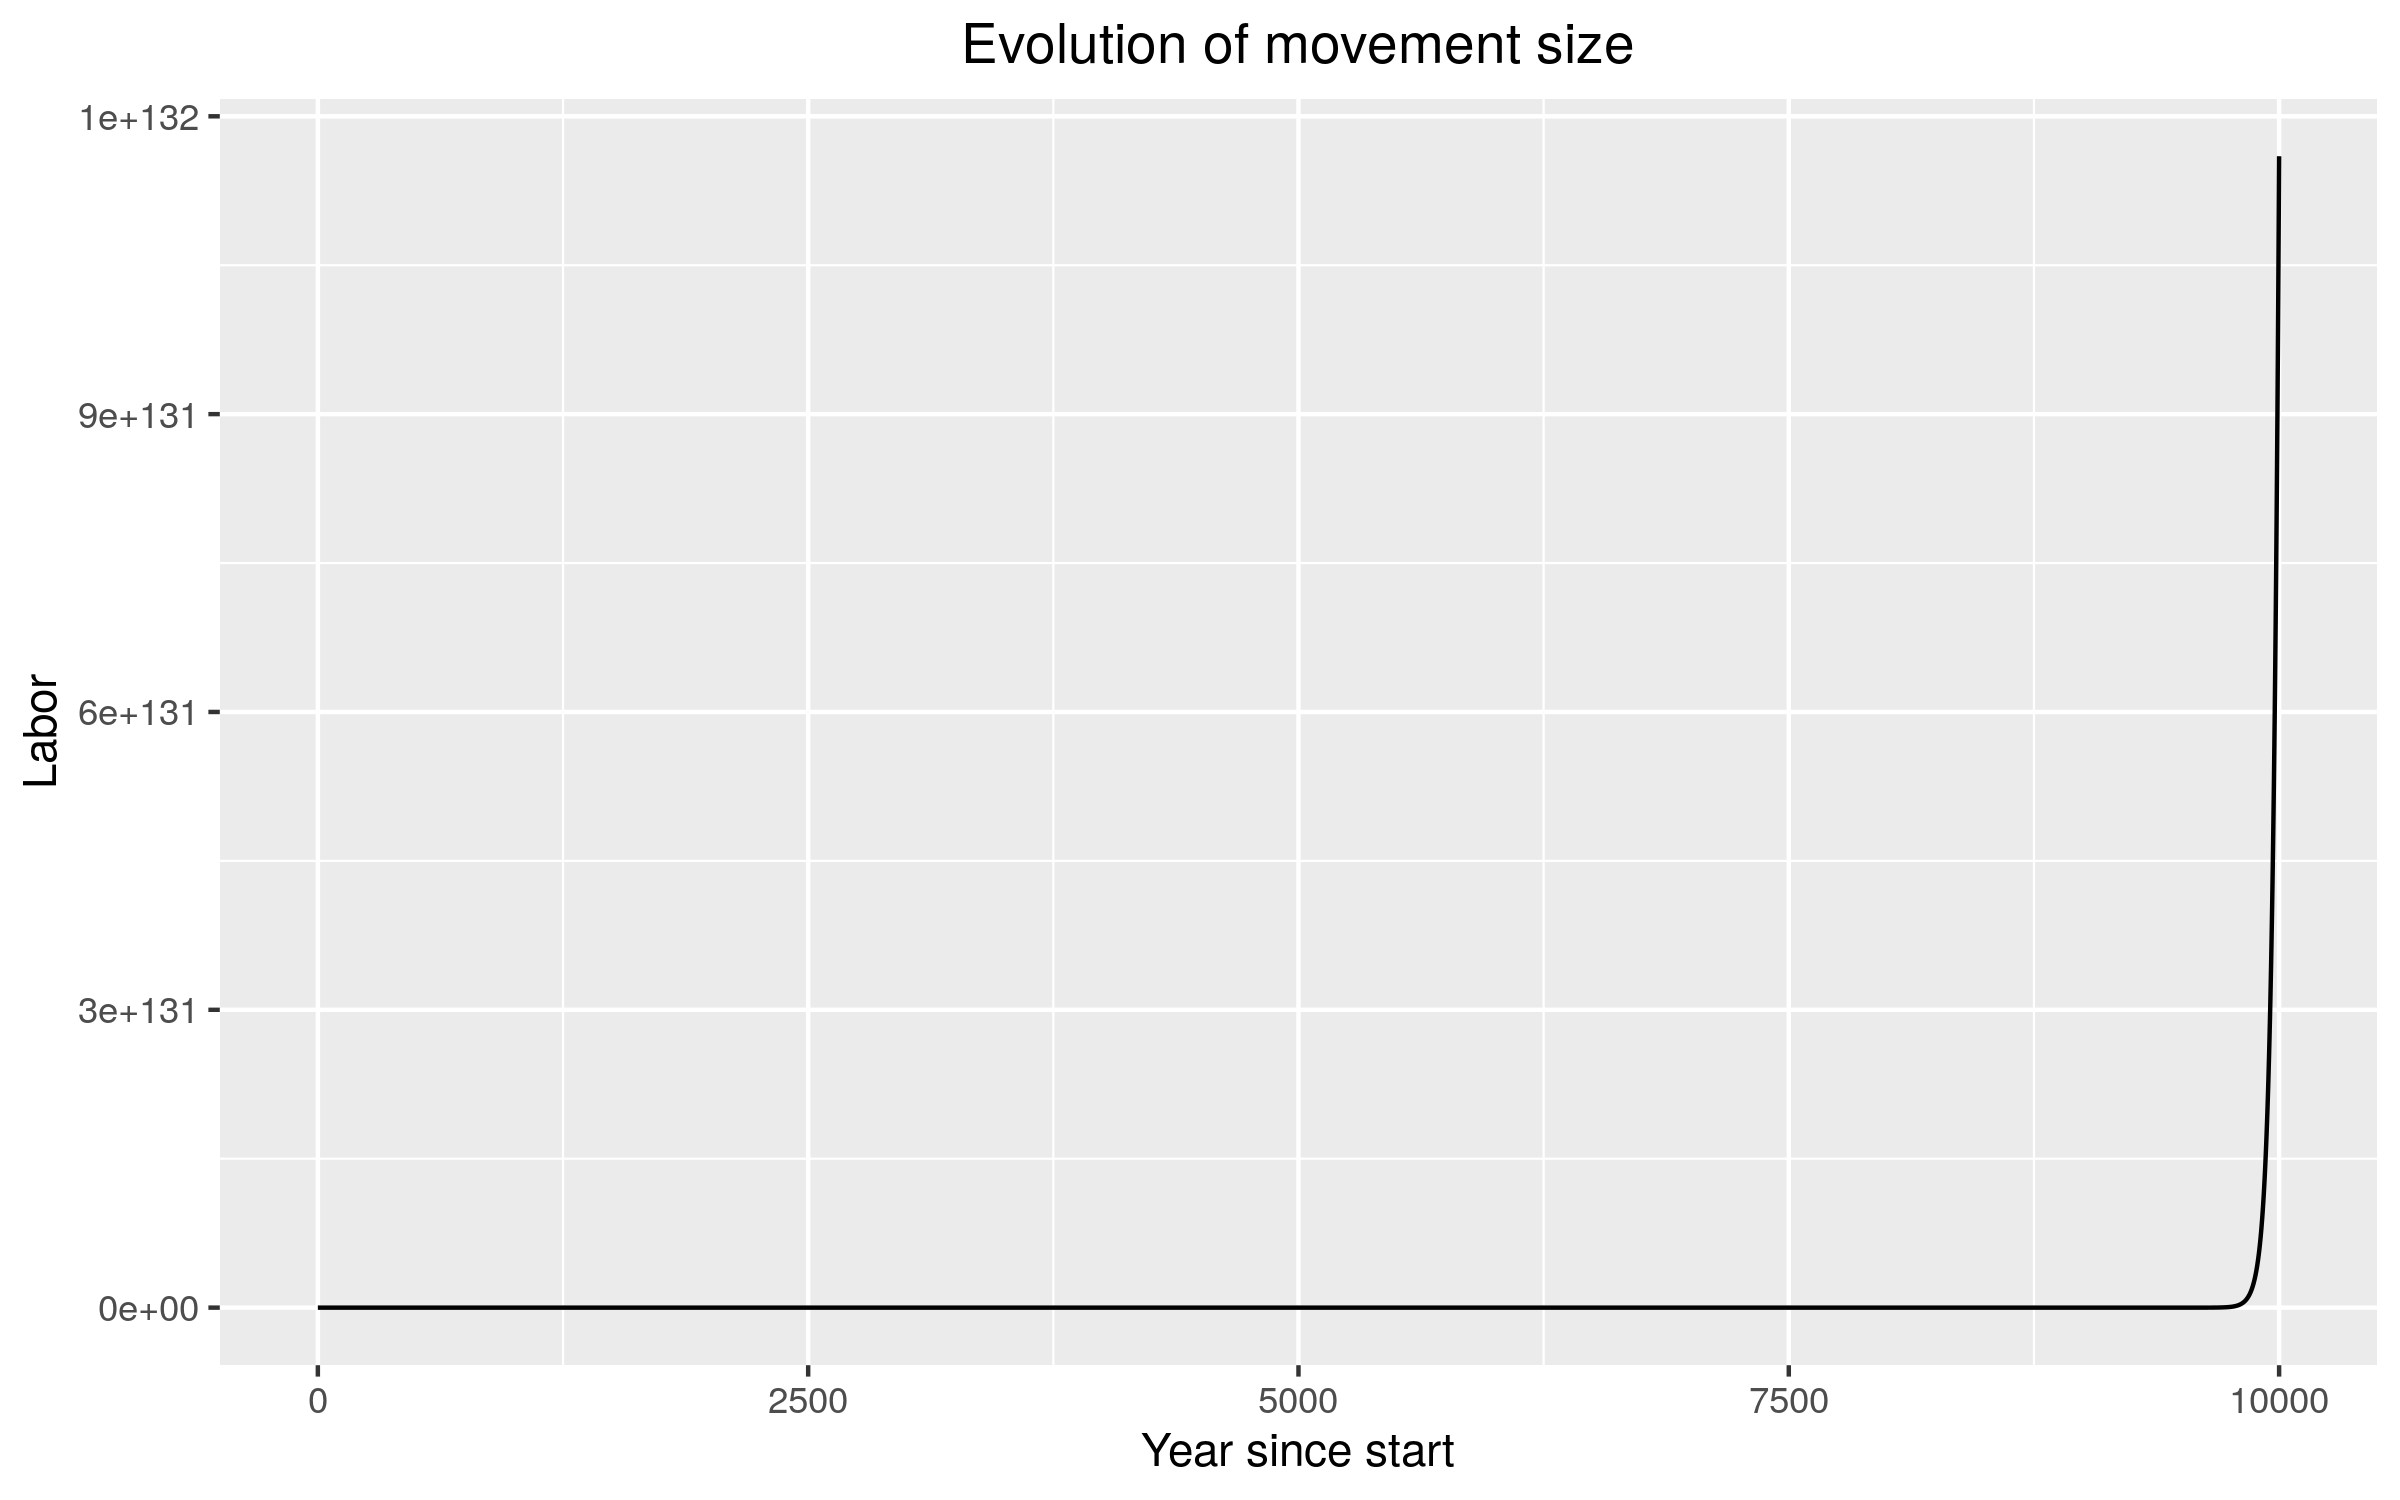 Evolution of movement size
1e+132
9e+131
6e+131
3e+131
0e+00
Labor
0 2500 5000 7500 10000
Year since start